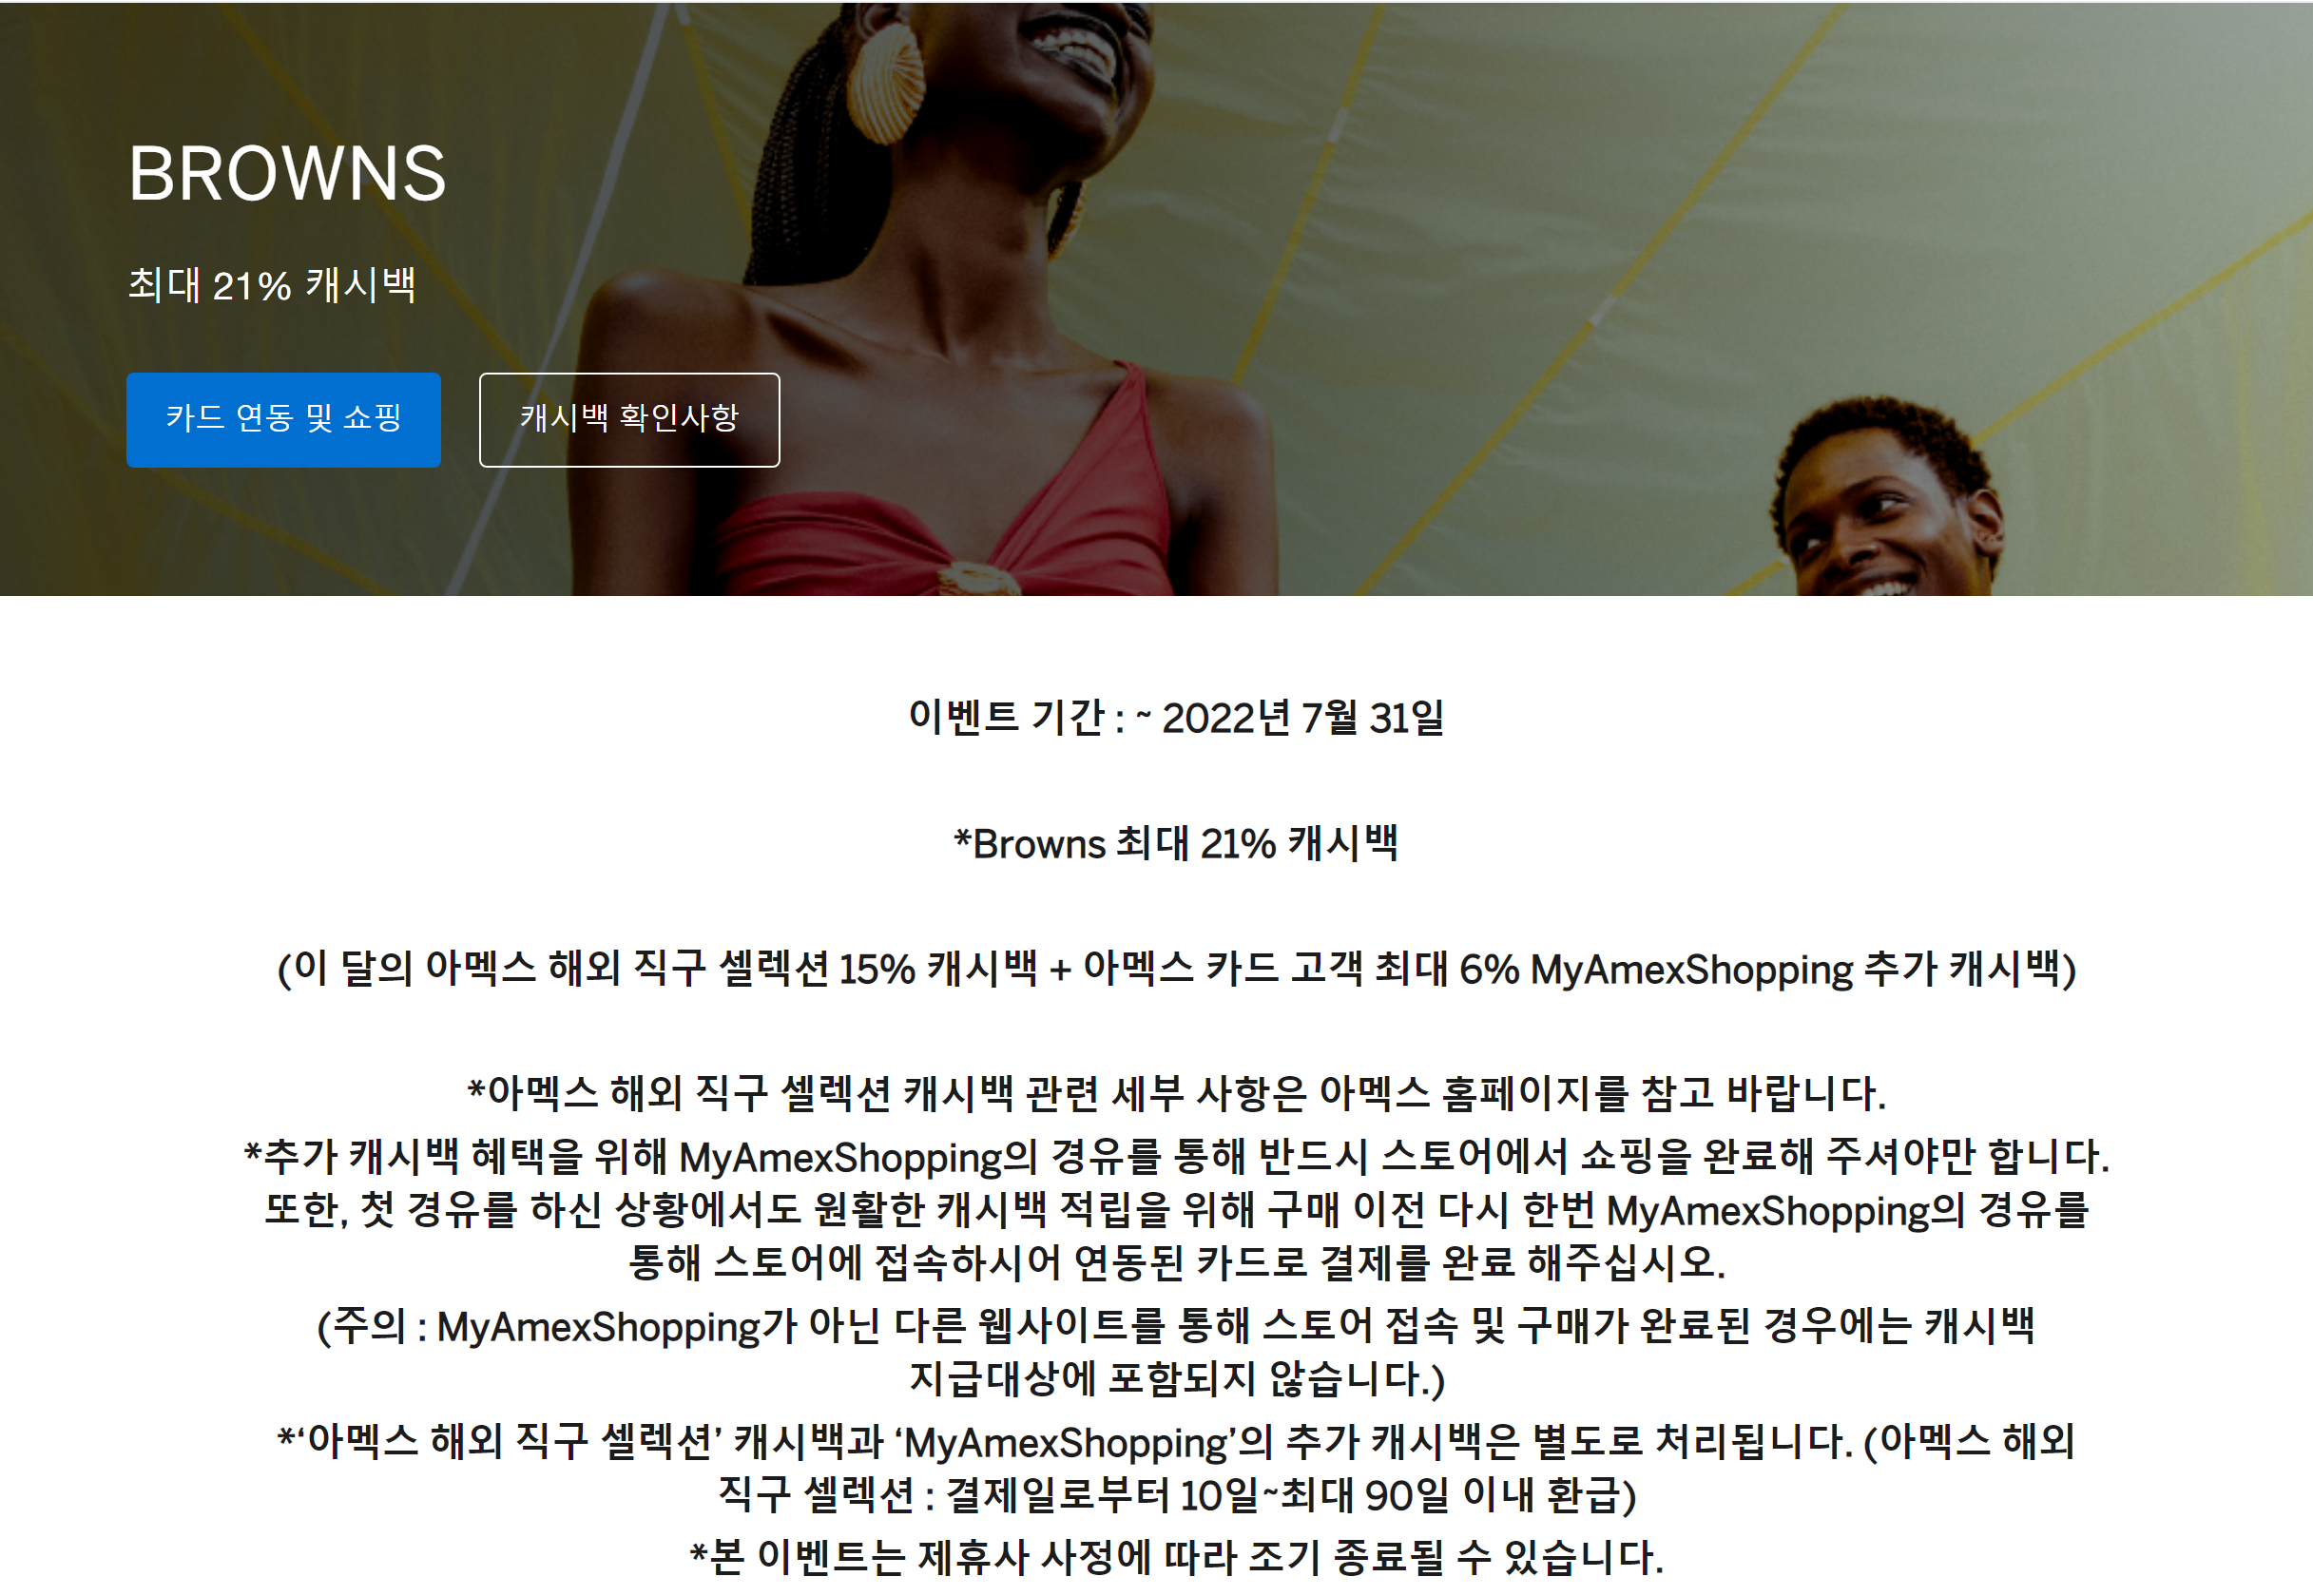 BROWNS
최대 21% 캐시백
카드 연동 및 쇼핑
캐시백 확인사항
이벤트 기간 : ~ 2022년 7월 31일
*Browns 최대 21% 캐시백
(이 달의 아멕스 해외 직구 셀렉션 15% 캐시백 + 아멕스 카드 고객 최대 6% MyAmexShopping 추가 캐시백)
*아멕스 해외 직구 셀렉션 캐시백 관련 세부 사항은 아멕스 홈페이지를 참고 바랍니다.
*추가 캐시백 혜택을 위해 MyAmexShopping의 경유를 통해 반드시 스토어에서 쇼핑을 완료해 주셔야만 합니다.
또한, 첫 경유를 하신 상황에서도 원활한 캐시백 적립을 위해 구매 이전 다시 한번 MyAmexShopping의 경유를
통해 스토어에 접속하시어 연동된 카드로 결제를 완료 해주십시오.
(주의 : MyAmexShopping가 아닌 다른 웹사이트를 통해 스토어 접속 및 구매가 완료된 경우에는 캐시백
지급대상에 포함되지 않습니다.)
*‘아멕스 해외 직구 셀렉션’ 캐시백과 ‘MyAmexShopping’의 추가 캐시백은 별도로 처리됩니다. (아멕스 해외
직구 셀렉션 : 결제일로부터 10일~최대 90일 이내 환급)
*본 이벤트는 제휴사 사정에 따라 조기 종료될 수 있습니다.